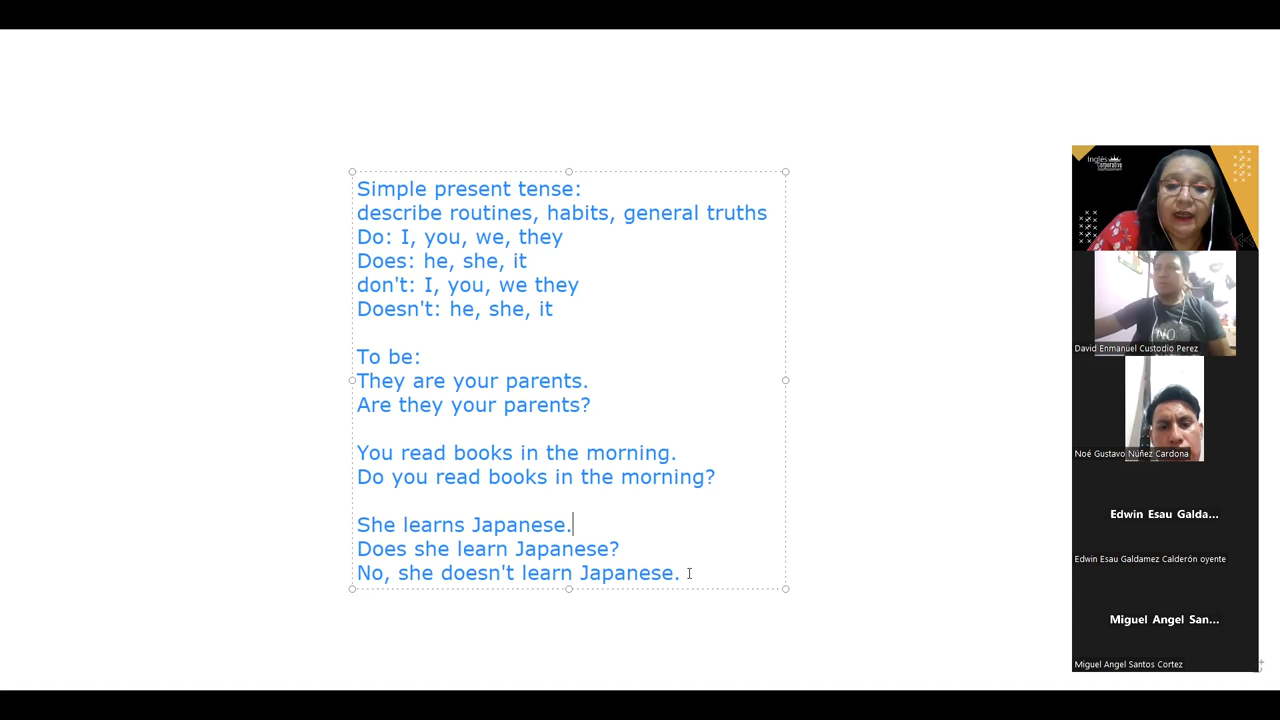 Simple present tense:
describe routines, habits, general truths
Do: I, you, we, they
Does: he, she, it
don't: I, you, we they
Doesn't: he, she, it
To be:
They are your parents.
Are they your parents?
You read books in the morning.
Do you read books in the morning?
She learns Japanese.
Does she learn Japanese?
No, she doesn't learn Japanese.
Inglés
Corporativo
NO
David Enmanuel Custodio Perez
Noé Gustavo Núñez Cardona
Edwin Esau Galda...
Edwin Esau Galdamez Calderón oyente
Miguel Angel San...
Miguel Angel Santos Cortez